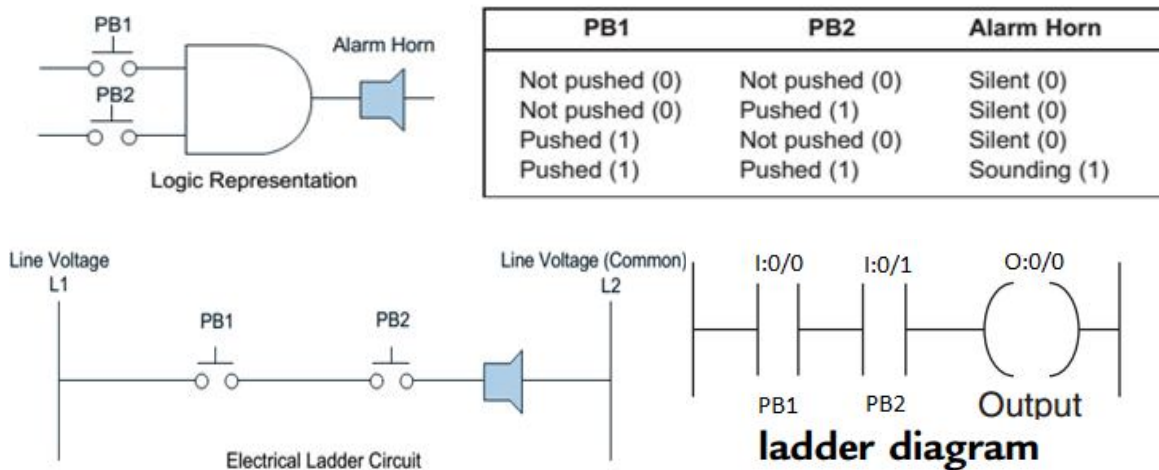 PB1
PB2
Alarm Horn
Logic Representation
PB1 PB2 Alarm Horn
Not pushed (0) Not pushed (0) Silent (0)
Not pushed (0) Pushed (1) Silent (0)
Pushed (1) Not pushed (0) Silent (0)
Pushed (1) Pushed (1) Sounding (1)
Line Voltage
L1
Line Voltage (Common)
L2
PB1 PB2
Electrical Ladder Circuit
I:0/0 I:0/1 O:0/0
PB1 PB2 Output
ladder diagram